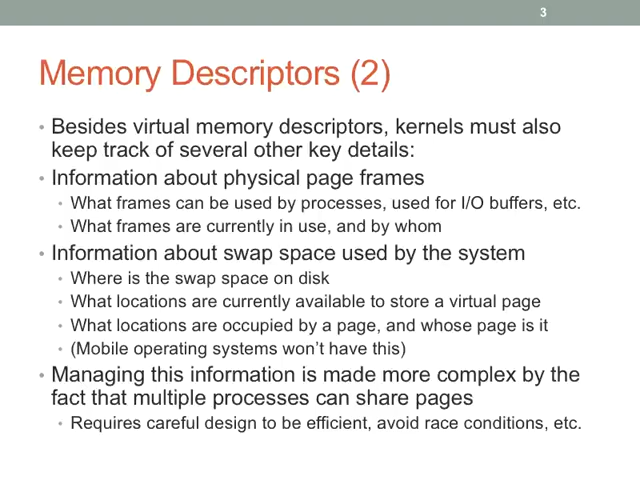 3
Memory Descriptors (2)
• Besides virtual memory descriptors, kernels must also
keep track of several other key details:
• Information about physical page frames
• What frames can be used by processes, used for I/O buffers, etc.
• What frames are currently in use, and by whom
• Information about swap space used by the system
• Where is the swap space on disk
• What locations are currently available to store a virtual page
• What locations are occupied by a page, and whose page is it
• (Mobile operating systems won't have this)
• Managing this information is made more complex by the
fact that multiple processes can share pages
• Requires careful design to be efficient, avoid race conditions, etc.